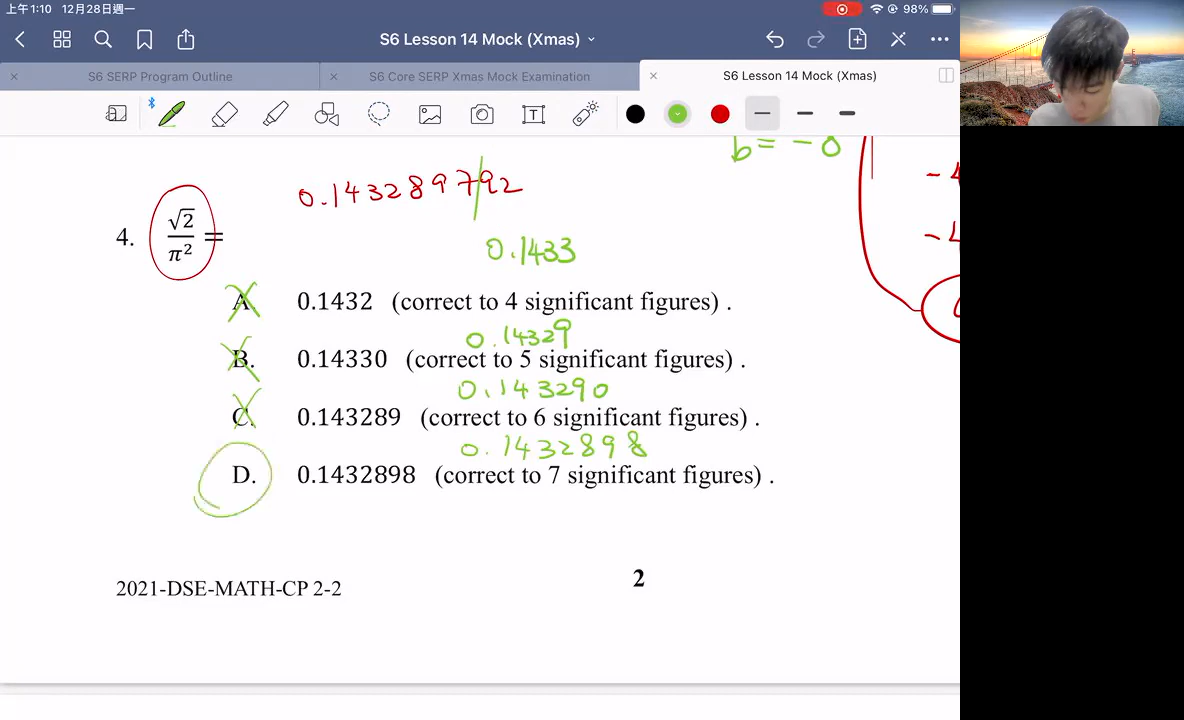 上午1:10 12月28日週一 98%
S6 Lesson 14 Mock (Xmas)
S6 SERP Program Outline
S6 Core SERP Xmas Mock Examination
S6 Lesson 14 Mock (Xmas)
T
b = -8
0.143289792
4. √2/π² =
0.1433
A. 0.1432 (correct to 4 significant figures) .
0.14329
B. 0.14330 (correct to 5 significant figures) .
0.143290
C. 0.143289 (correct to 6 significant figures) .
0.1432898
D. 0.1432898 (correct to 7 significant figures) .
2021-DSE-MATH-CP 2-2
2